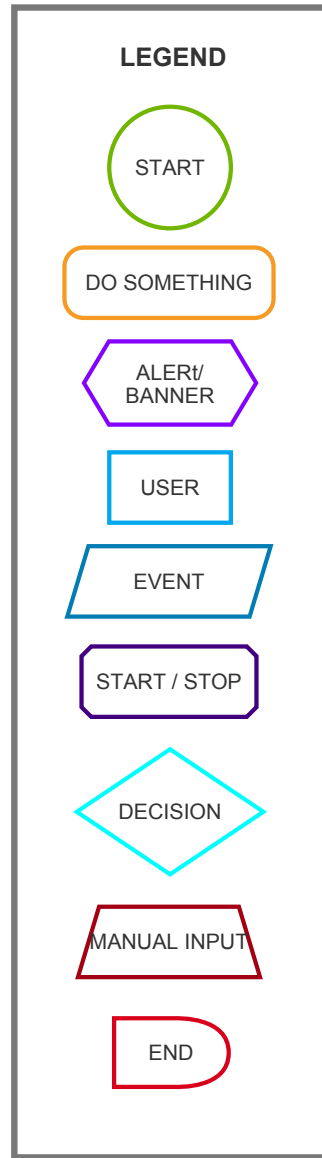 LEGEND
START
DO SOMETHING
ALERt/
BANNER
USER
EVENT
START / STOP
DECISION
MANUAL INPUT
END